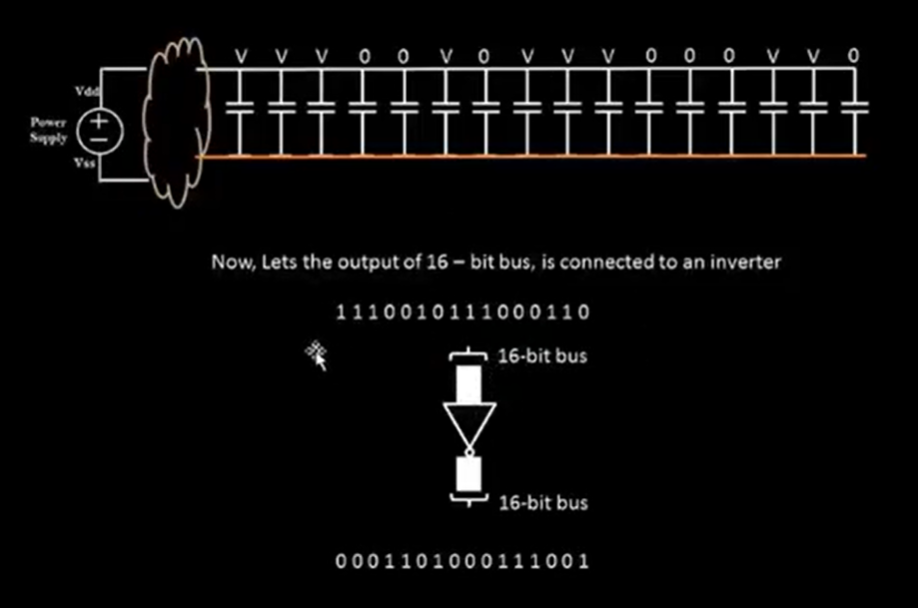 V V V 0 0 V 0 V V V 0 0 0 V V 0
Vdd
Power
Supply
Vss
Now, Lets the output of 16 – bit bus, is connected to an inverter
1110010111000110
16-bit bus
16-bit bus
0001101000111001